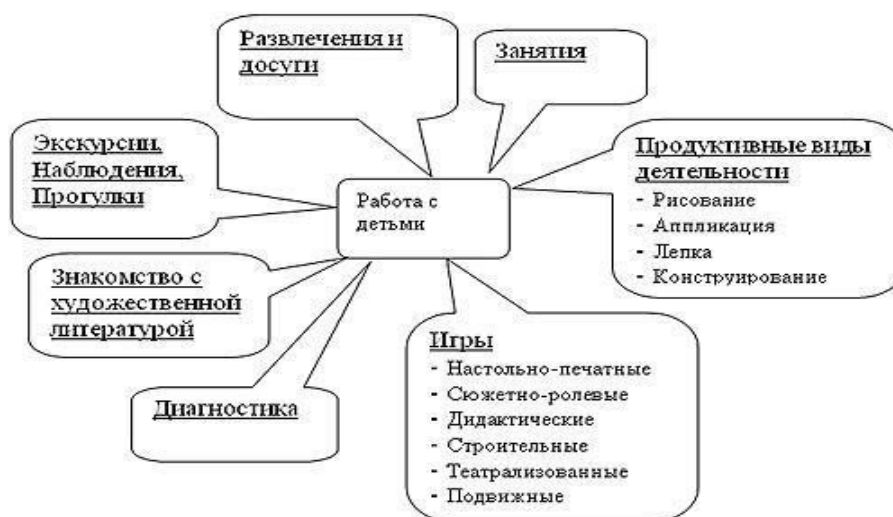 Развлечения и
досуги
Занятия
Экскурсии,
Наблюдения,
Прогулки
Продуктивные виды
деятельности
- Рисование
- Аппликация
- Лепка
- Конструирование
Работа с
детьми
Знакомство с
художественной
литературой
Игры
- Настольно-печатные
- Сюжетно-ролевые
- Дидактические
- Строительные
- Театрализованные
- Подвижные
Диагностика